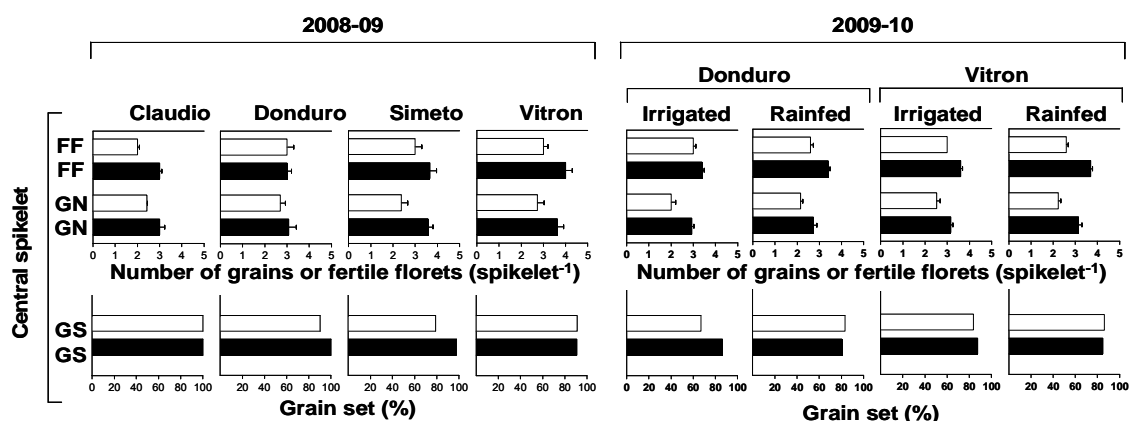 2008-09 2009-10
Donduro Vitron
Claudio Donduro Simeto Vitron Irrigated Rainfed Irrigated Rainfed
Central spikelet
FF
FF
GN
GN
0 1 2 3 4 5 0 1 2 3 4 5 0 1 2 3 4 5 0 1 2 3 4 5 0 1 2 3 4 5 0 1 2 3 4 5 0 1 2 3 4 5 0 1 2 3 4 5
Number of grains or fertile florets (spikelet⁻¹) Number of grains or fertile florets (spikelet⁻¹)
GS
GS
0 20 40 60 80 100 0 20 40 60 80 100 0 20 40 60 80 100 0 20 40 60 80 100 0 20 40 60 80 100 0 20 40 60 80 100 0 20 40 60 80 100 0 20 40 60 80 100
Grain set (%) Grain set (%)